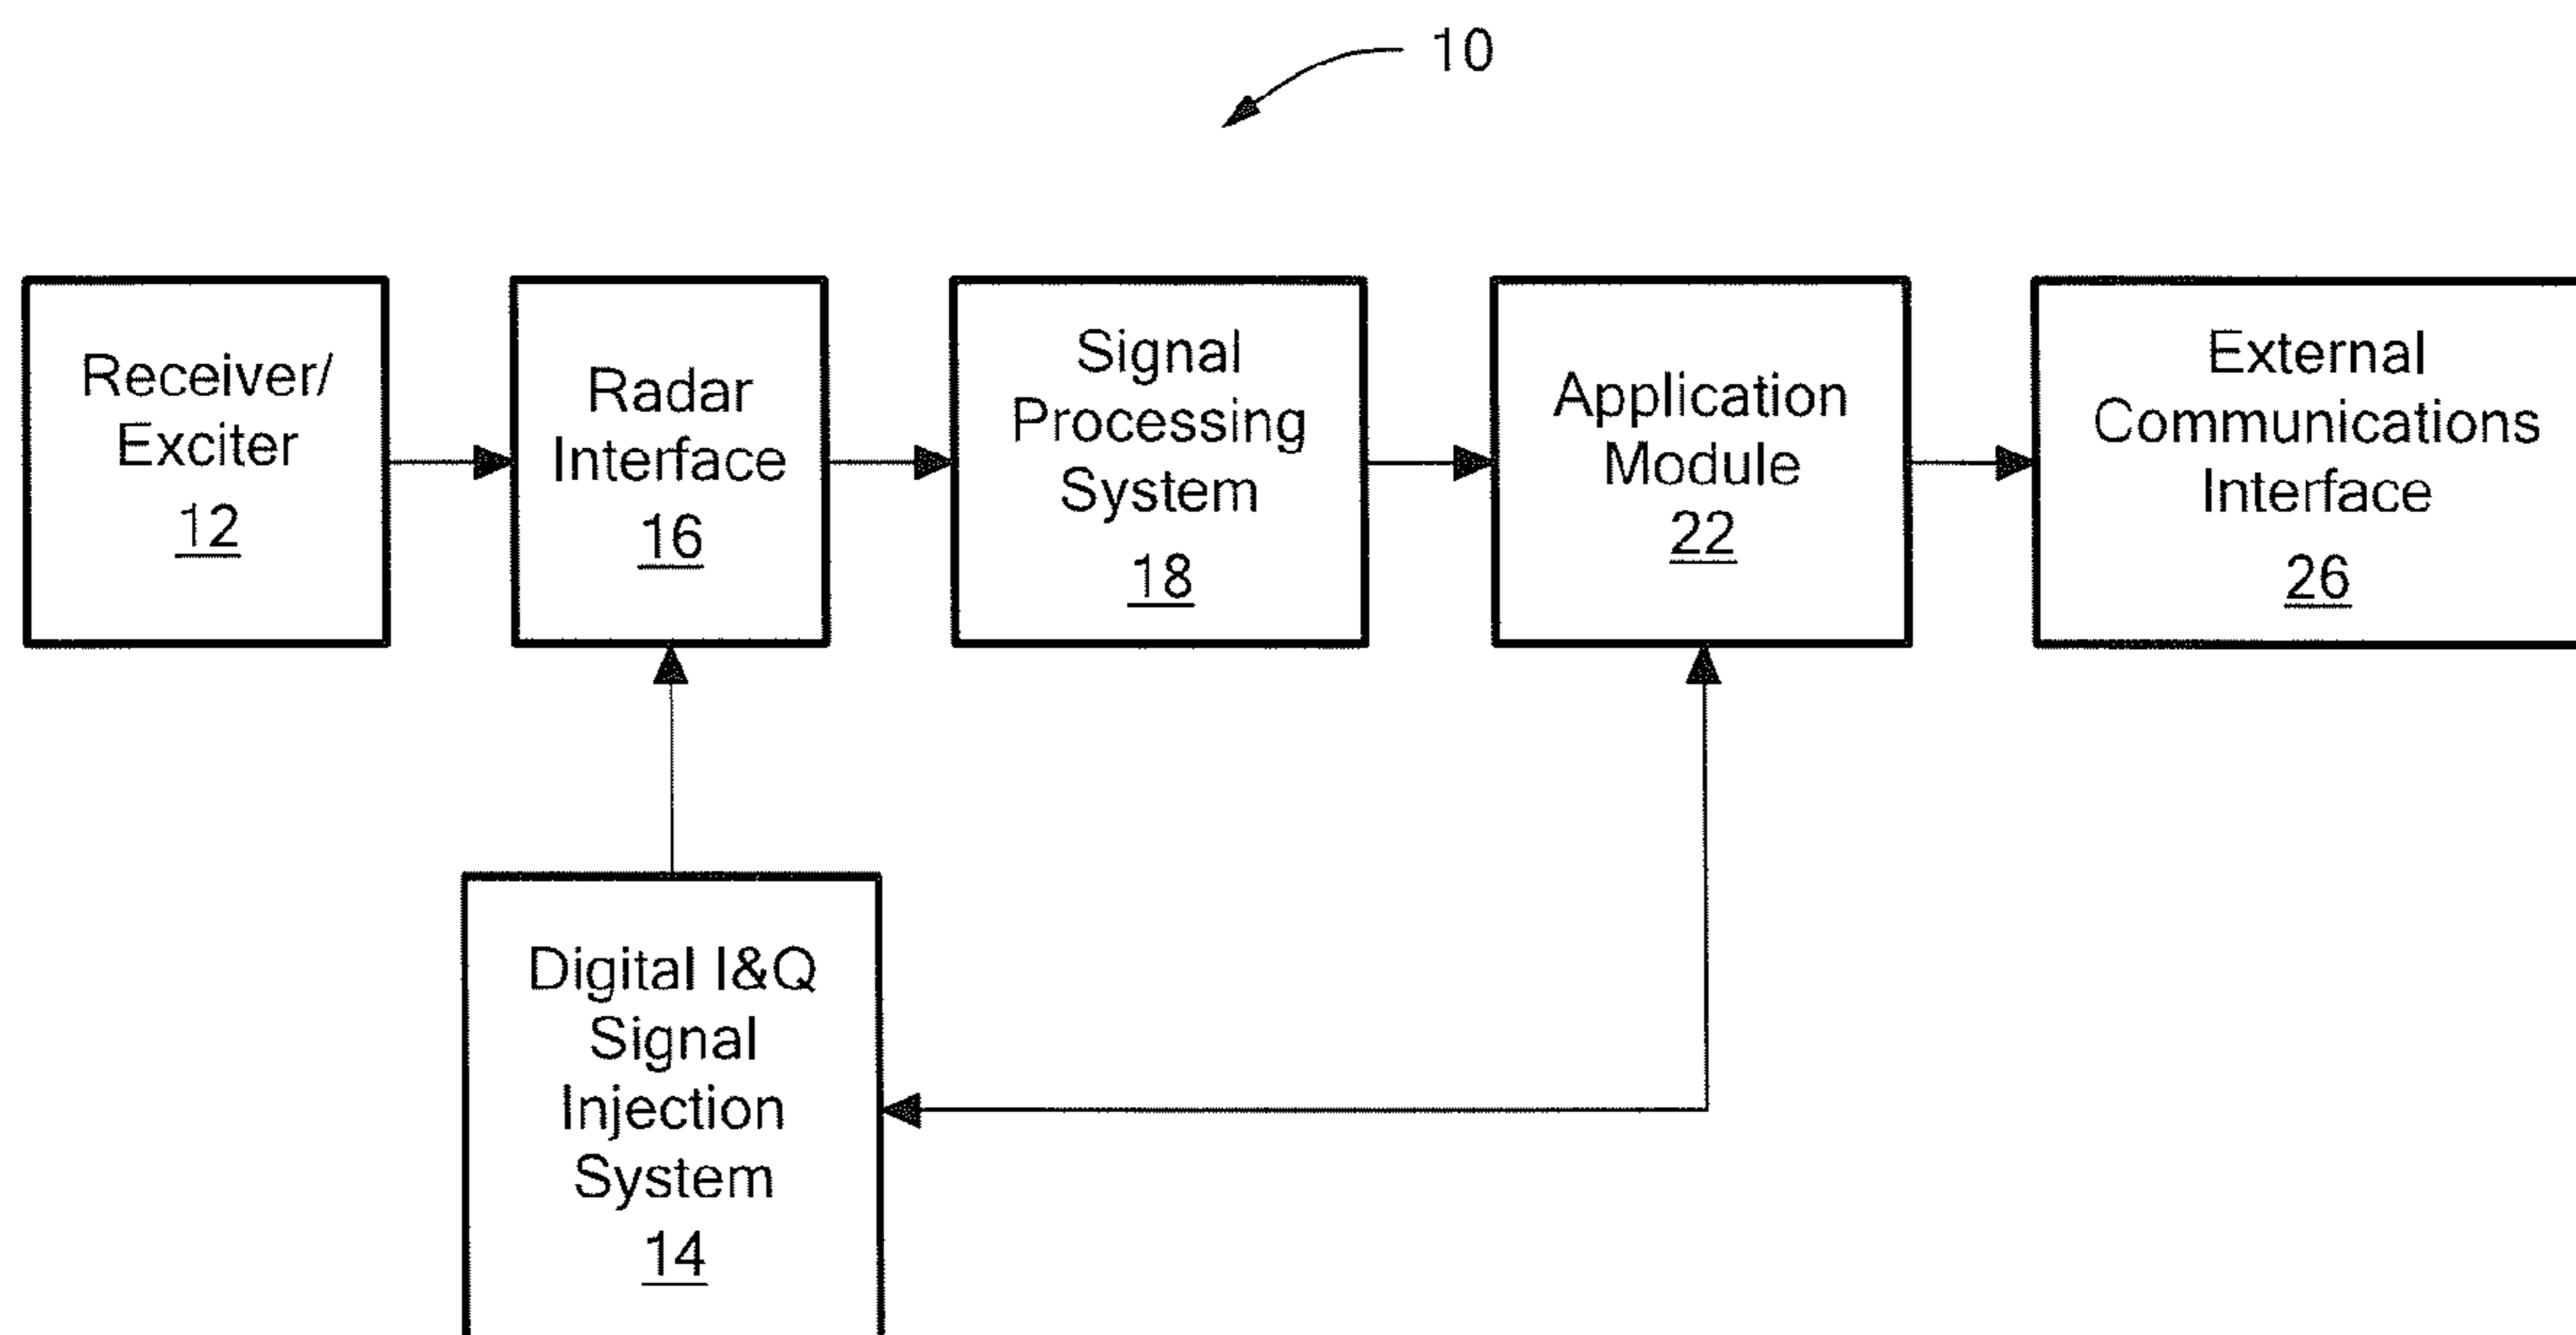 10
Receiver/
Exciter
12
Radar
Interface
16
Signal
Processing
System
18
Application
Module
22
External
Communications
Interface
26
Digital I&Q
Signal
Injection
System
14